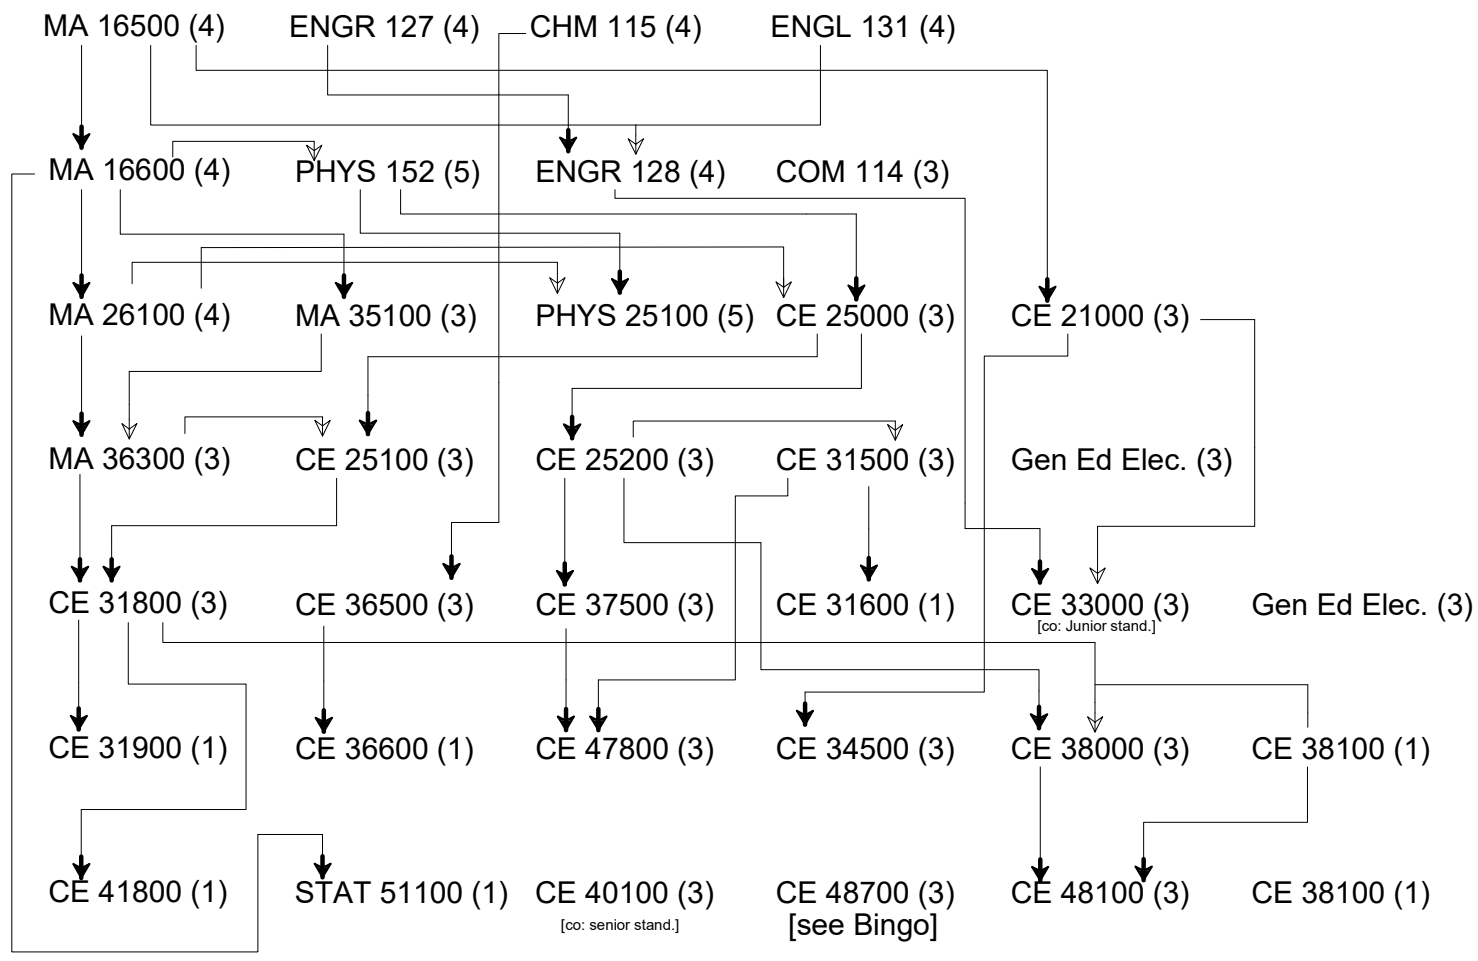 MA 16500 (4) ENGR 127 (4) CHM 115 (4) ENGL 131 (4)
MA 16600 (4) PHYS 152 (5) ENGR 128 (4) COM 114 (3)
MA 26100 (4) MA 35100 (3) PHYS 25100 (5) CE 25000 (3) CE 21000 (3)
MA 36300 (3) CE 25100 (3) CE 25200 (3) CE 31500 (3) Gen Ed Elec. (3)
CE 31800 (3) CE 36500 (3) CE 37500 (3) CE 31600 (1) CE 33000 (3) Gen Ed Elec. (3)
[co: Junior stand.]
CE 31900 (1) CE 36600 (1) CE 47800 (3) CE 34500 (3) CE 38000 (3) CE 38100 (1)
CE 41800 (1) STAT 51100 (1) CE 40100 (3) CE 48700 (3) CE 48100 (3) CE 38100 (1)
[co: senior stand.] [see Bingo]